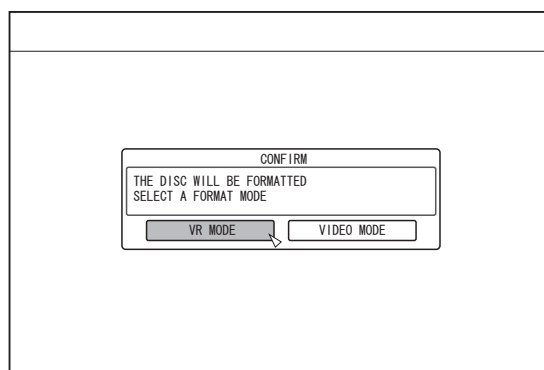 CONFIRM
THE DISC WILL BE FORMATTED
SELECT A FORMAT MODE
VR MODE
VIDEO MODE